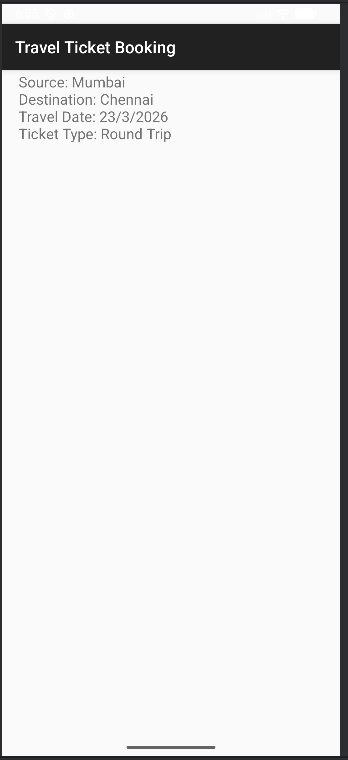 Travel Ticket Booking
Source: Mumbai
Destination: Chennai
Travel Date: 23/3/2026
Ticket Type: Round Trip